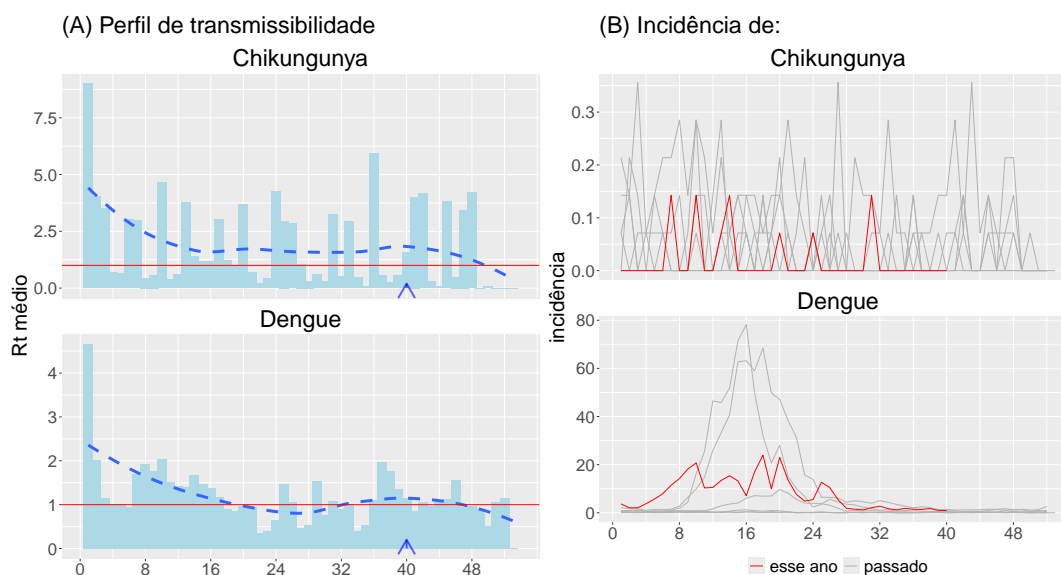 (A) Perfil de transmissibilidade
Chikungunya
7.5
5.0
2.5
0.0
Dengue
4
3
2
1
0
0 8 16 24 32 40 48
Rt médio
(B) Incidência de:
Chikungunya
0.3
0.2
0.1
0.0
Dengue
80
60
40
20
0
0 8 16 24 32 40 48
incidência
esse ano passado